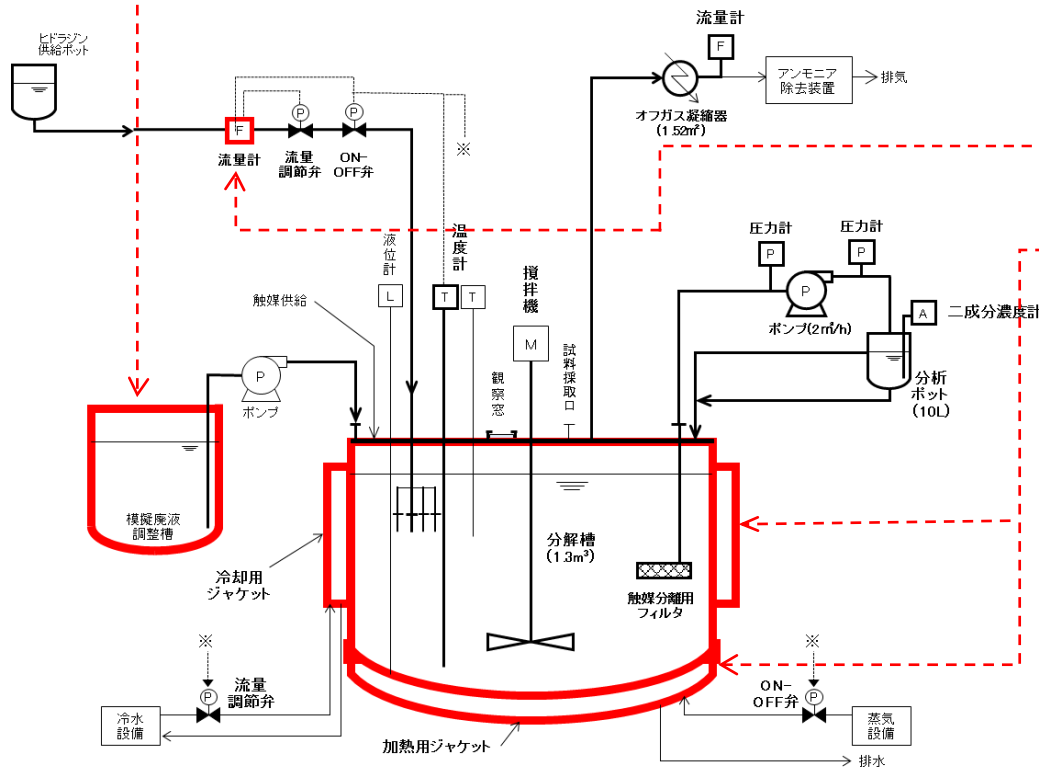 ヒドラジン
供給ポット
流量計
F
アンモニア
除去装置
排気
オフガス凝縮器
(1.52㎡)
P
P
※
F
流量計
流量
調節弁
ON-
OFF弁
圧力計
圧力計
P
P
P
ポンプ(2㎥/h)
A
二成分濃度計
分析
ポット
(10L)
液位計
温度計
攪拌機
L
T
T
M
触媒供給
観察窓
試料採取口
P
ポンプ
模擬廃液
調整槽
分解槽
(1.3m³)
冷却用
ジャケット
触媒分離用
フィルタ
※
P
流量
調節弁
冷水
設備
加熱用ジャケット
※
ON-
OFF弁
P
蒸気
設備
排水